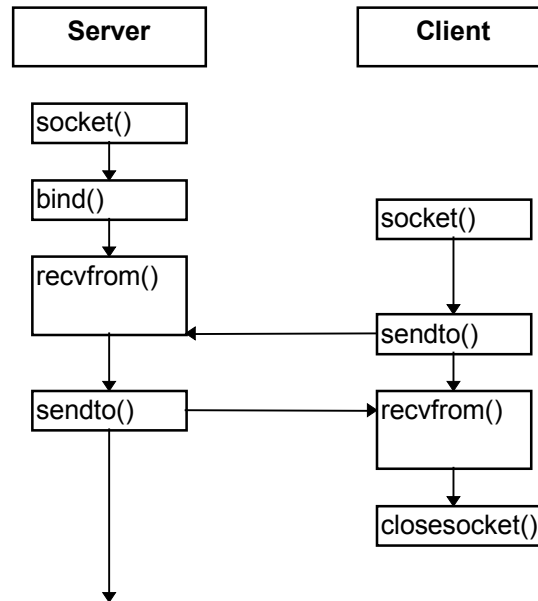 Server
Client
socket()
bind()
socket()
recvfrom()
sendto()
sendto()
recvfrom()
closesocket()